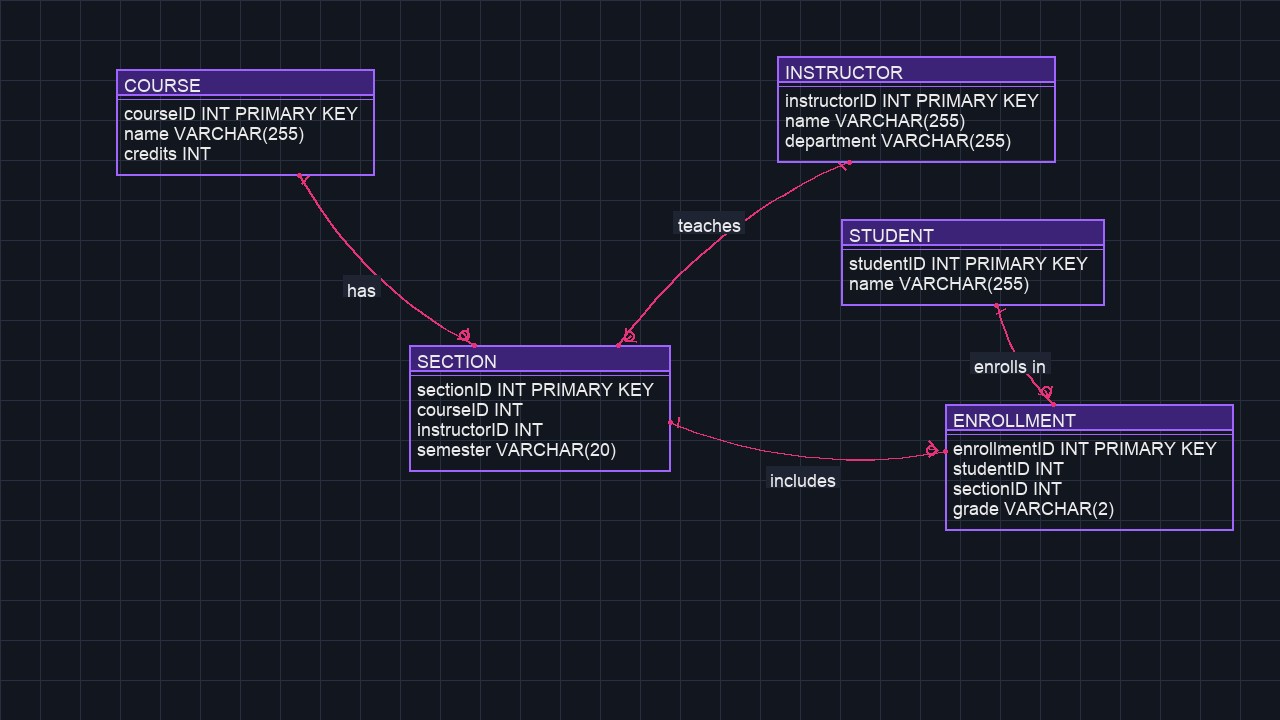 COURSE
courseID INT PRIMARY KEY
name VARCHAR(255)
credits INT
INSTRUCTOR
instructorID INT PRIMARY KEY
name VARCHAR(255)
department VARCHAR(255)
teaches
STUDENT
studentID INT PRIMARY KEY
name VARCHAR(255)
has
SECTION
sectionID INT PRIMARY KEY
courseID INT
instructorID INT
semester VARCHAR(20)
enrolls in
ENROLLMENT
enrollmentID INT PRIMARY KEY
studentID INT
sectionID INT
grade VARCHAR(2)
includes